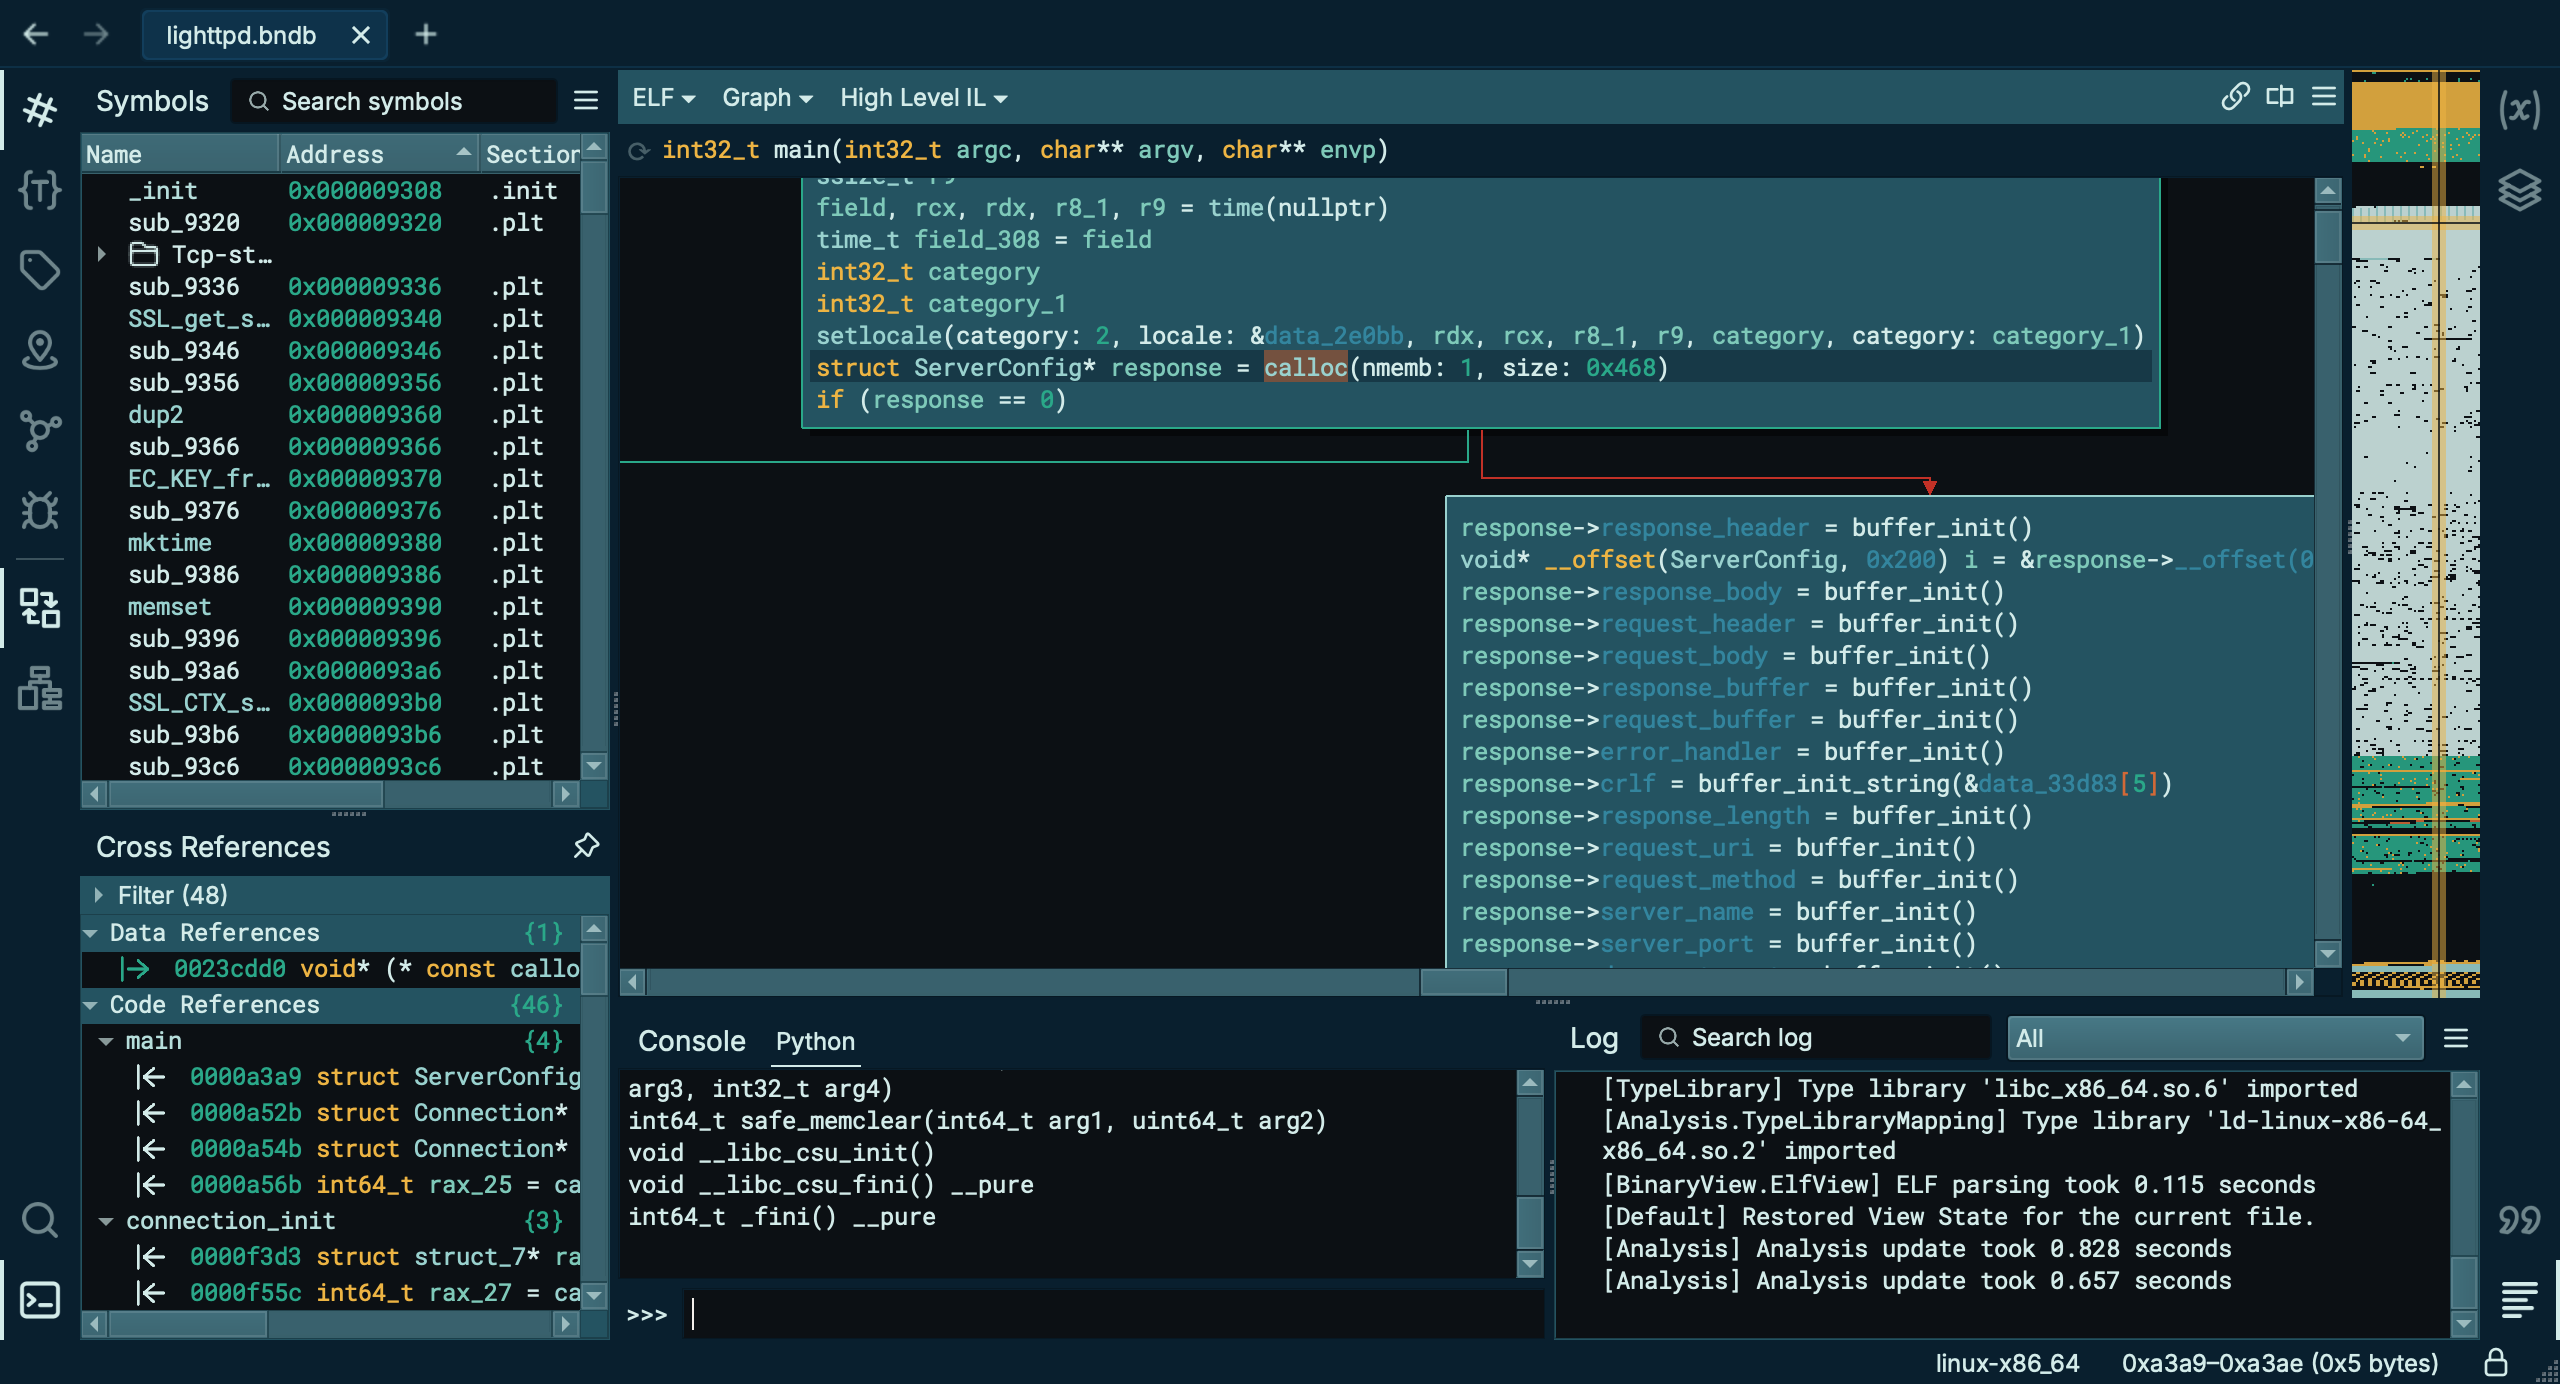 lighttpd.bndb
Symbols
Search symbols
Name Address Section
_init 0x000009308 .init
sub_9320 0x000009320 .plt
Tcp-st…
sub_9336 0x000009336 .plt
SSL_get_s… 0x000009340 .plt
sub_9346 0x000009346 .plt
sub_9356 0x000009356 .plt
dup2 0x000009360 .plt
sub_9366 0x000009366 .plt
EC_KEY_fr… 0x000009370 .plt
sub_9376 0x000009376 .plt
mktime 0x000009380 .plt
sub_9386 0x000009386 .plt
memset 0x000009390 .plt
sub_9396 0x000009396 .plt
sub_93a6 0x0000093a6 .plt
SSL_CTX_s… 0x0000093b0 .plt
sub_93b6 0x0000093b6 .plt
sub_93c6 0x0000093c6 .plt
Cross References
Filter (48)
Data References {1}
0023cdd0 void* (* const callo
Code References {46}
main {4}
0000a3a9 struct ServerConfig
0000a52b struct Connection*
0000a54b struct Connection*
0000a56b int64_t rax_25 = ca
connection_init {3}
0000f3d3 struct struct_7* ra
0000f55c int64_t rax_27 = ca
ELF Graph High Level IL
int32_t main(int32_t argc, char** argv, char** envp)
ssize_t r9
field, rcx, rdx, r8_1, r9 = time(nullptr)
time_t field_308 = field
int32_t category
int32_t category_1
setlocale(category: 2, locale: &data_2e0bb, rdx, rcx, r8_1, r9, category, category: category_1)
struct ServerConfig* response = calloc(nmemb: 1, size: 0x468)
if (response == 0)
response->response_header = buffer_init()
void* __offset(ServerConfig, 0x200) i = &response->__offset(0
response->response_body = buffer_init()
response->request_header = buffer_init()
response->request_body = buffer_init()
response->response_buffer = buffer_init()
response->request_buffer = buffer_init()
response->error_handler = buffer_init()
response->crlf = buffer_init_string(&data_33d83[5])
response->response_length = buffer_init()
response->request_uri = buffer_init()
response->request_method = buffer_init()
response->server_name = buffer_init()
response->server_port = buffer_init()
Console Python
arg3, int32_t arg4)
int64_t safe_memclear(int64_t arg1, uint64_t arg2)
void __libc_csu_init()
void __libc_csu_fini() __pure
int64_t _fini() __pure
>>>
Log
Search log
All
[TypeLibrary] Type library 'libc_x86_64.so.6' imported
[Analysis.TypeLibraryMapping] Type library 'ld-linux-x86-64_
x86_64.so.2' imported
[BinaryView.ElfView] ELF parsing took 0.115 seconds
[Default] Restored View State for the current file.
[Analysis] Analysis update took 0.828 seconds
[Analysis] Analysis update took 0.657 seconds
linux-x86_64 0xa3a9–0xa3ae (0x5 bytes)